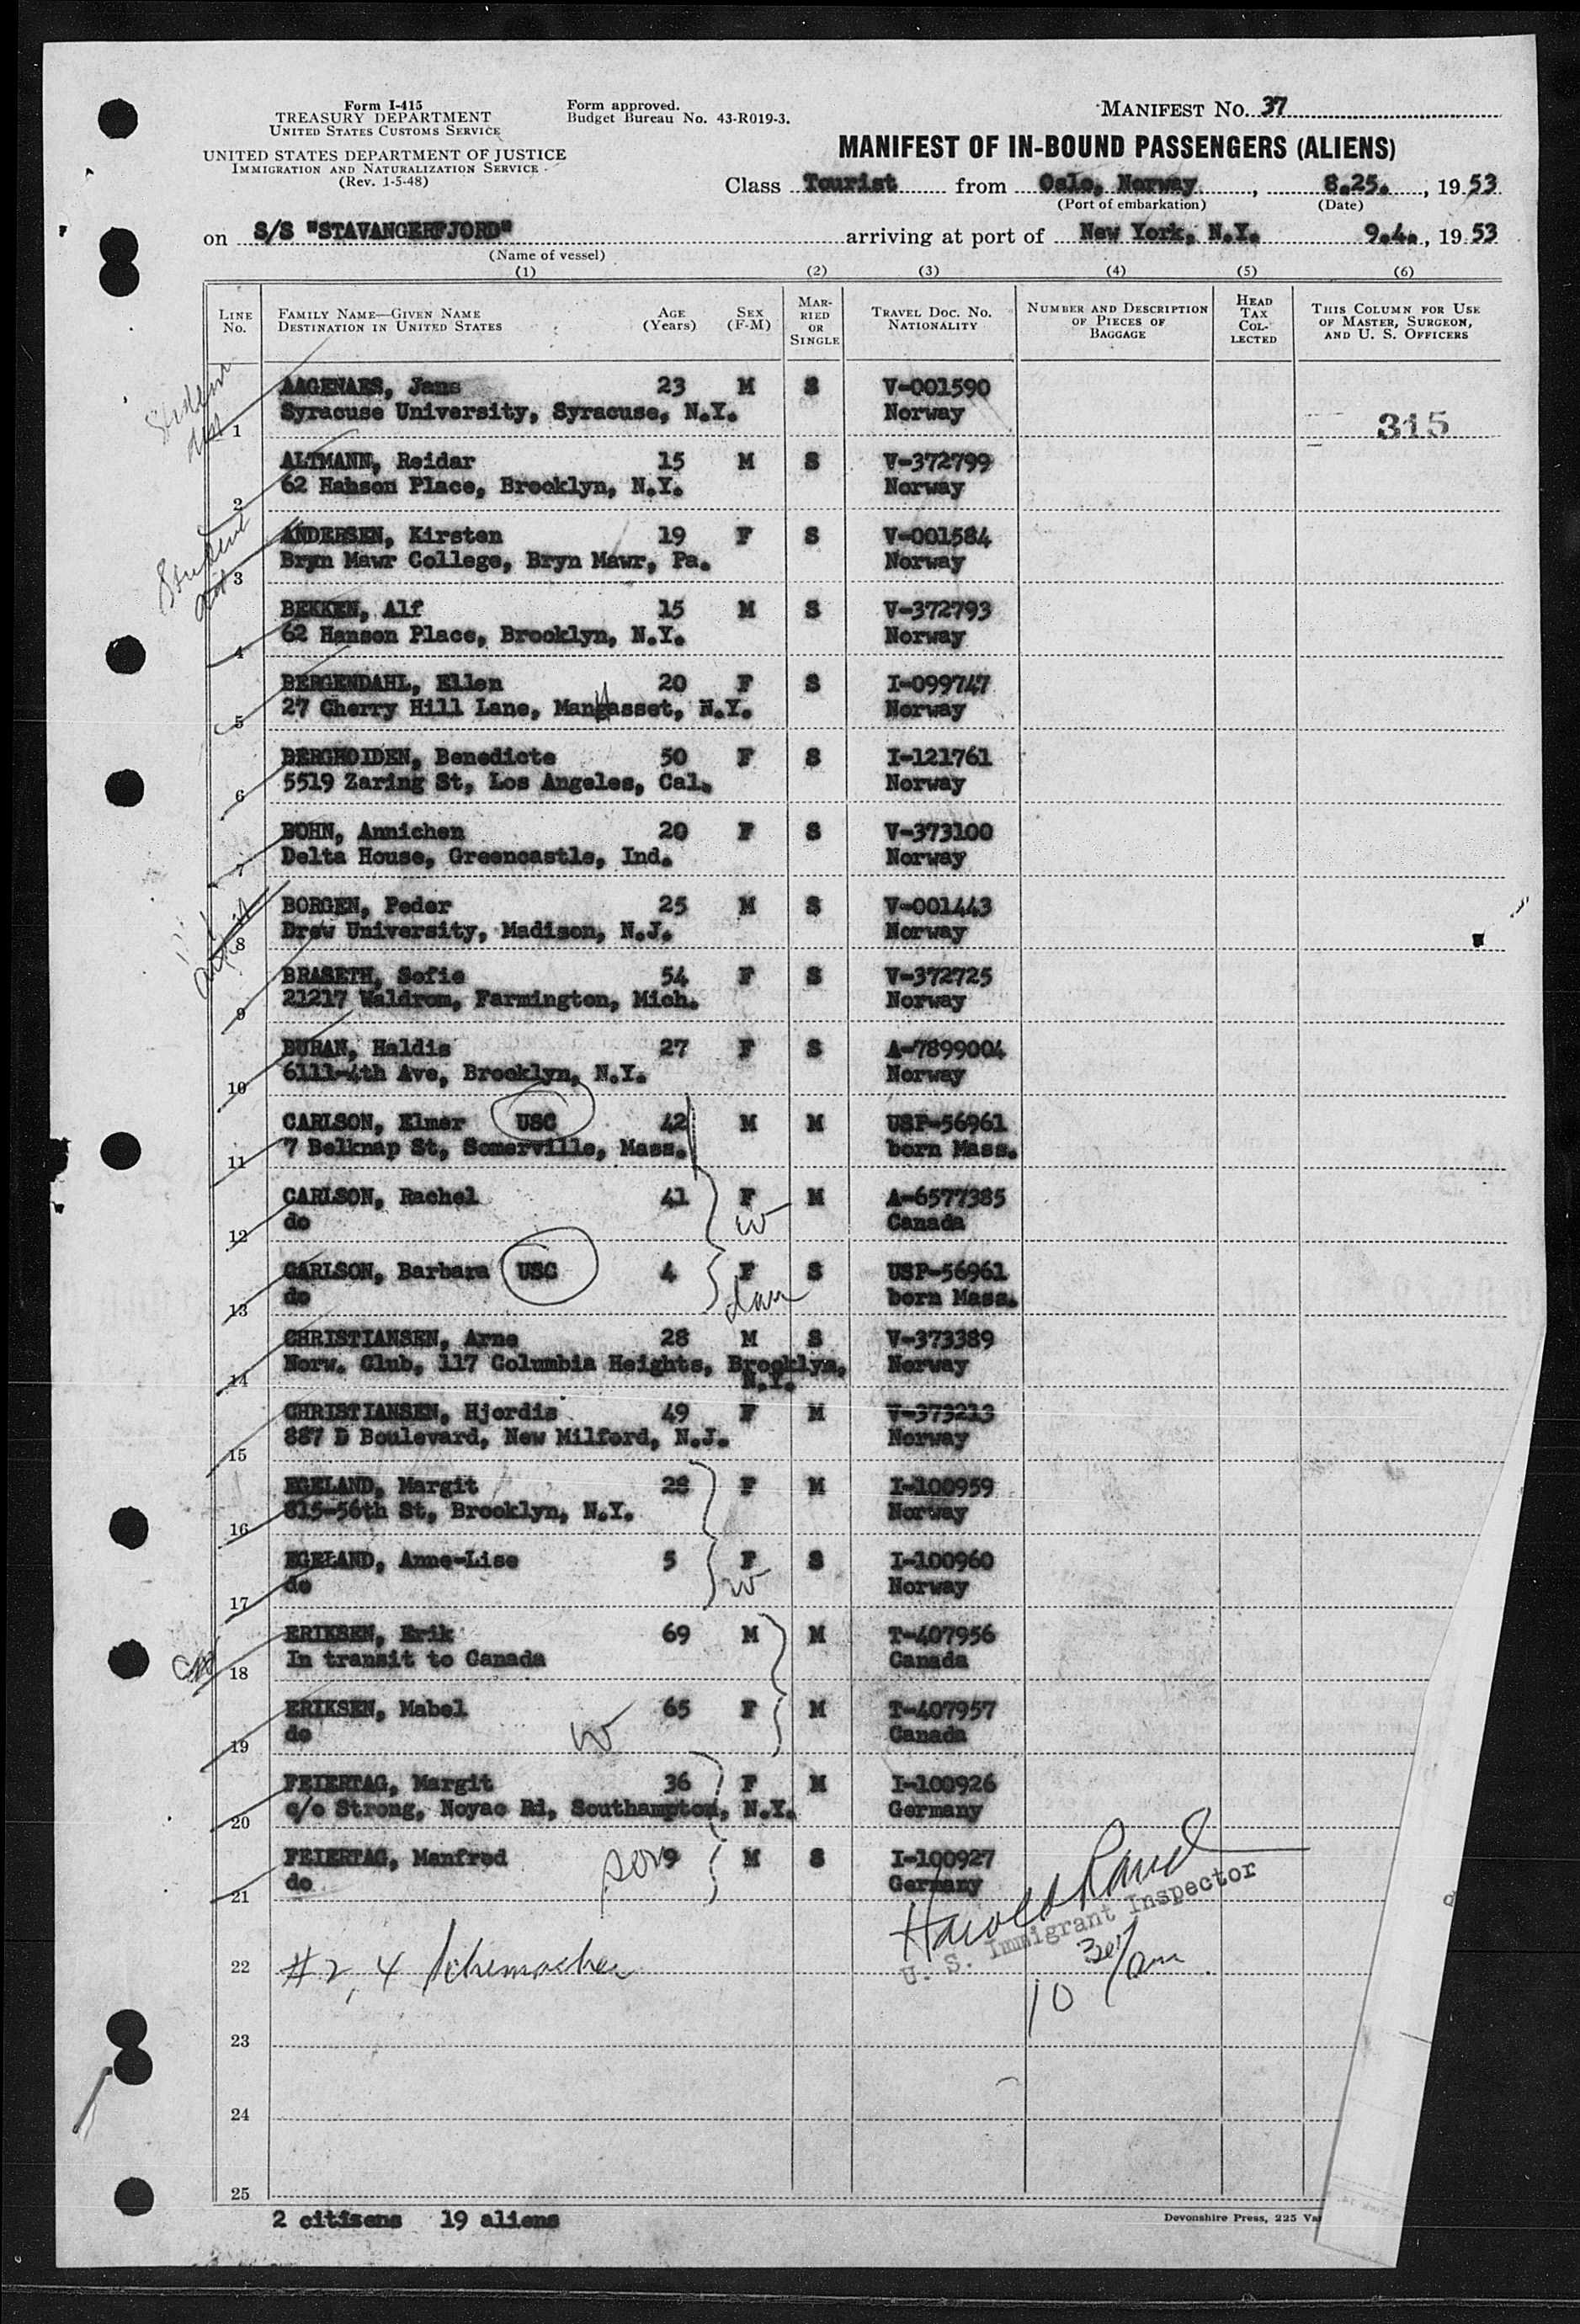 Form I-415
TREASURY DEPARTMENT
UNITED STATES CUSTOMS SERVICE
UNITED STATES DEPARTMENT OF JUSTICE
IMMIGRATION AND NATURALIZATION SERVICE
(Rev. 1-5-48)
Form approved.
Budget Bureau No. 43-R019-3.
MANIFEST No. 37
MANIFEST OF IN-BOUND PASSENGERS (ALIENS)
Class Tourist from Oslo, Norway, 8.25., 1953
(Port of embarkation) (Date)
on S/S "STAVANGERFJORD" arriving at port of New York, N.Y. 9.4., 1953
(Name of vessel)
(1) (2) (3) (4) (5) (6)
LINE No. FAMILY NAME—GIVEN NAME DESTINATION IN UNITED STATES AGE (Years) SEX (F-M) MARRIED OR SINGLE TRAVEL DOC. NO. NATIONALITY NUMBER AND DESCRIPTION OF PIECES OF BAGGAGE HEAD TAX COLLECTED THIS COLUMN FOR USE OF MASTER, SURGEON, AND U. S. OFFICERS
Student
AAGENAES, Jens 23 M S V-001590
1 Syracuse University, Syracuse, N.Y. Norway 315
ALTMANN, Reidar 15 M S V-372799
2 62 Hanson Place, Brooklyn, N.Y. Norway
Student
ANDERSEN, Kirsten 19 F S V-001584
3 Bryn Mawr College, Bryn Mawr, Pa. Norway
BEKKEN, Alf 15 M S V-372793
4 62 Hanson Place, Brooklyn, N.Y. Norway
BERGENDAHL, Ellen 20 F S I-099747
5 27 Cherry Hill Lane, Manhasset, N.Y. Norway
BERGHOIDEN, Benedicte 50 F S I-121761
6 5519 Zaring St, Los Angeles, Cal. Norway
BOHN, Annichen 20 F S V-373100
7 Delta House, Greencastle, Ind. Norway
BORGEN, Peder 25 M S V-001443
8 Drew University, Madison, N.J. Norway
BRASETH, Sofie 54 F S V-372725
9 21217 Waldrom, Farmington, Mich. Norway
BURAN, Haldis 27 F S A-7899004
10 6111-4th Ave, Brooklyn, N.Y. Norway
CARLSON, Elmer USC 42 M M USP-56961
11 7 Belknap St, Somerville, Mass. born Mass.
CARLSON, Rachel 41 F M A-6577385
12 do W Canada
CARLSON, Barbara USC 4 F S USP-56961
13 do dau born Mass.
CHRISTIANSEN, Arne 28 M S V-373389
14 Norw. Club, 117 Columbia Heights, Brooklyn, N.Y. Norway
CHRISTIANSEN, Hjordis 49 F M V-373213
15 887 D Boulevard, New Milford, N.J. Norway
EGELAND, Margit 28 F M I-100959
16 815-56th St, Brooklyn, N.Y. Norway
EGELAND, Anne-Lise 5 F S I-100960
17 do W Norway
ERIKSEN, Erik 69 M M T-407956
18 In transit to Canada Canada
ERIKSEN, Mabel 65 F M T-407957
19 do W Canada
FEIERTAG, Margit 36 F M I-100926
20 c/o Strong, Noyac Rd, Southampton, N.Y. Germany
FEIERTAG, Manfred son 9 M S I-100927
21 do Germany
Harold Rand
U. S. Immigrant Inspector
22 #2, 4 Schumacher
10 30/am
23
24
25
2 citizens 19 aliens
Devonshire Press, 225